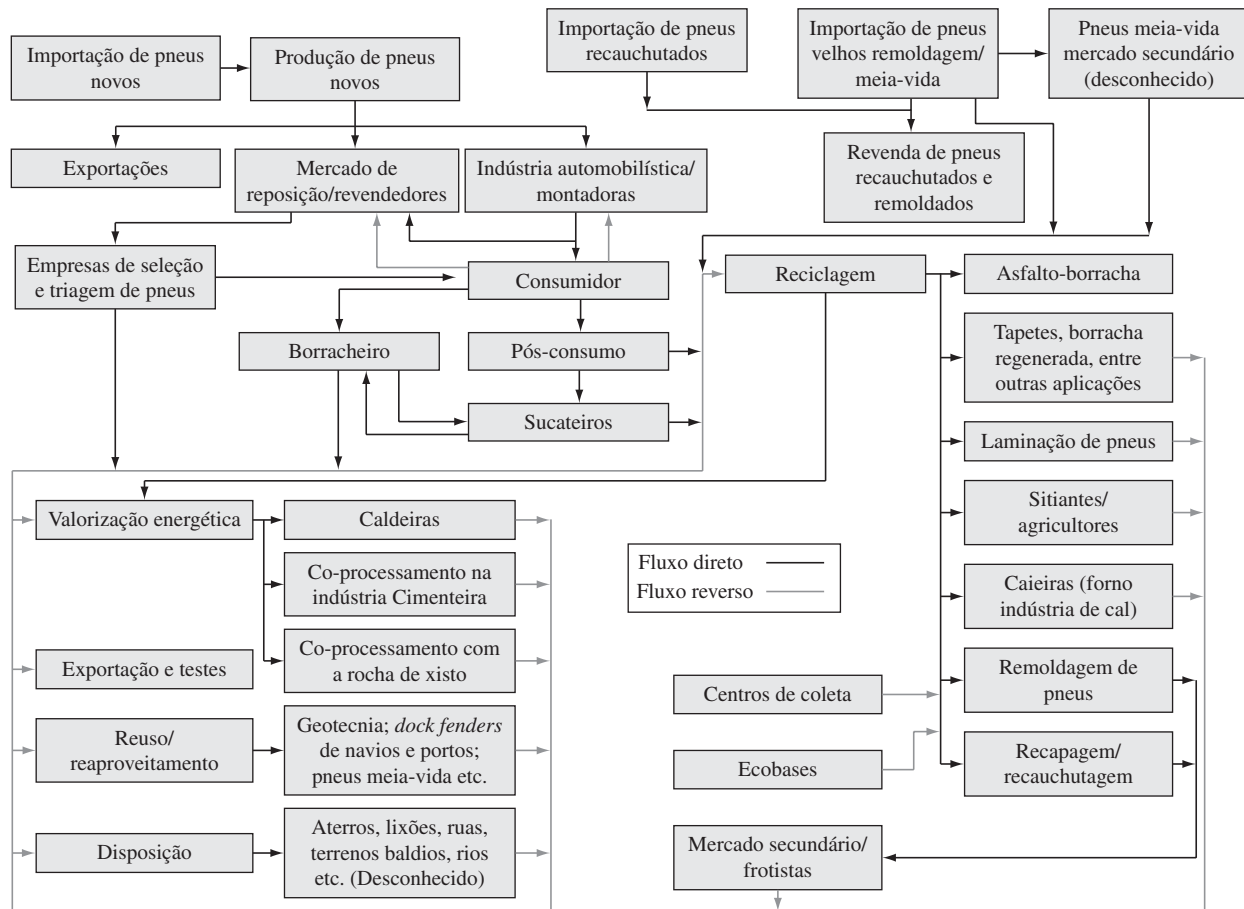 Importação de pneus
novos
Produção de pneus
novos
Importação de pneus
recauchutados
Importação de pneus
velhos remoldagem/
meia-vida
Pneus meia-vida
mercado secundário
(desconhecido)
Exportações
Mercado de
reposição/revendedores
Indústria automobilística/
montadoras
Revenda de pneus
recauchutados e
remoldados
Empresas de seleção
e triagem de pneus
Consumidor
Reciclagem
Asfalto-borracha
Borracheiro
Pós-consumo
Tapetes, borracha
regenerada, entre
outras aplicações
Sucateiros
Laminação de pneus
Valorização energética
Caldeiras
Sitiantes/
agricultores
Fluxo direto
Fluxo reverso
Co-processamento na
indústria Cimenteira
Caieiras (forno
indústria de cal)
Exportação e testes
Co-processamento com
a rocha de xisto
Centros de coleta
Remoldagem de
pneus
Reuso/
reaproveitamento
Geotecnia; dock fenders
de navios e portos;
pneus meia-vida etc.
Ecobases
Recapagem/
recauchutagem
Disposição
Aterros, lixões, ruas,
terrenos baldios, rios
etc. (Desconhecido)
Mercado secundário/
frotistas